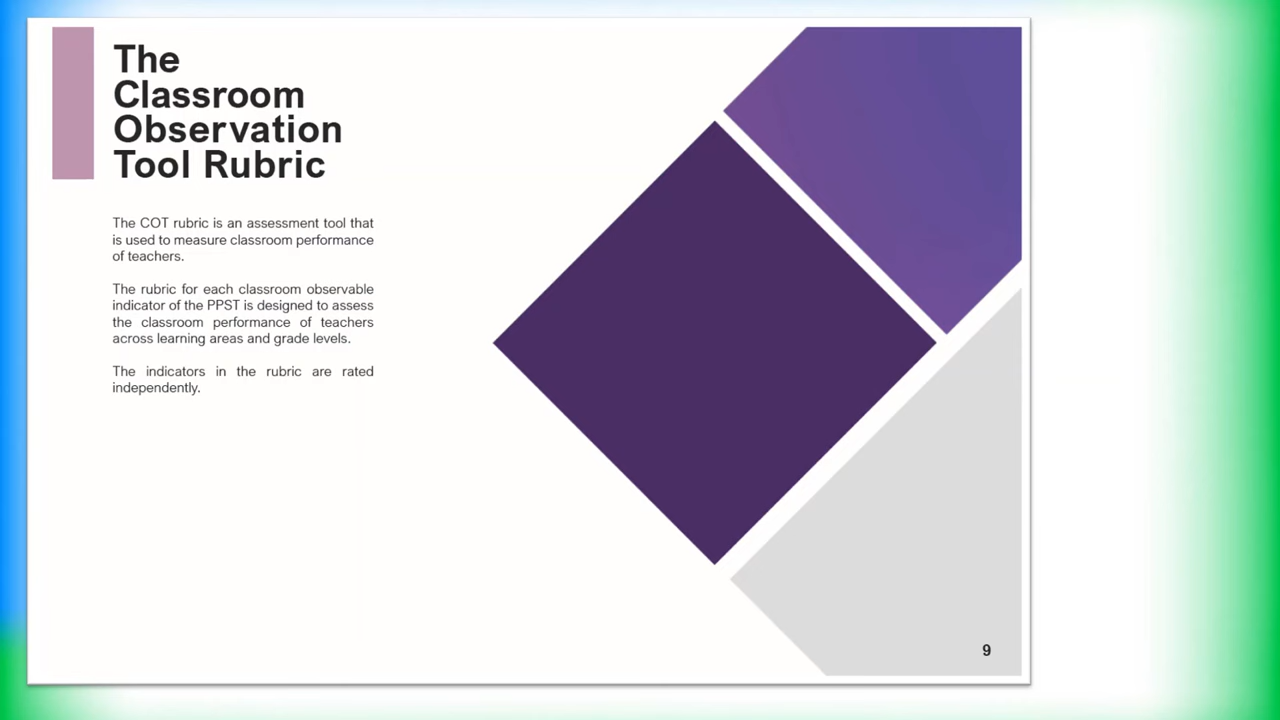 The
Classroom
Observation
Tool Rubric
The COT rubric is an assessment tool that
is used to measure classroom performance
of teachers.
The rubric for each classroom observable
indicator of the PPST is designed to assess
the classroom performance of teachers
across learning areas and grade levels.
The indicators in the rubric are rated
independently.
9